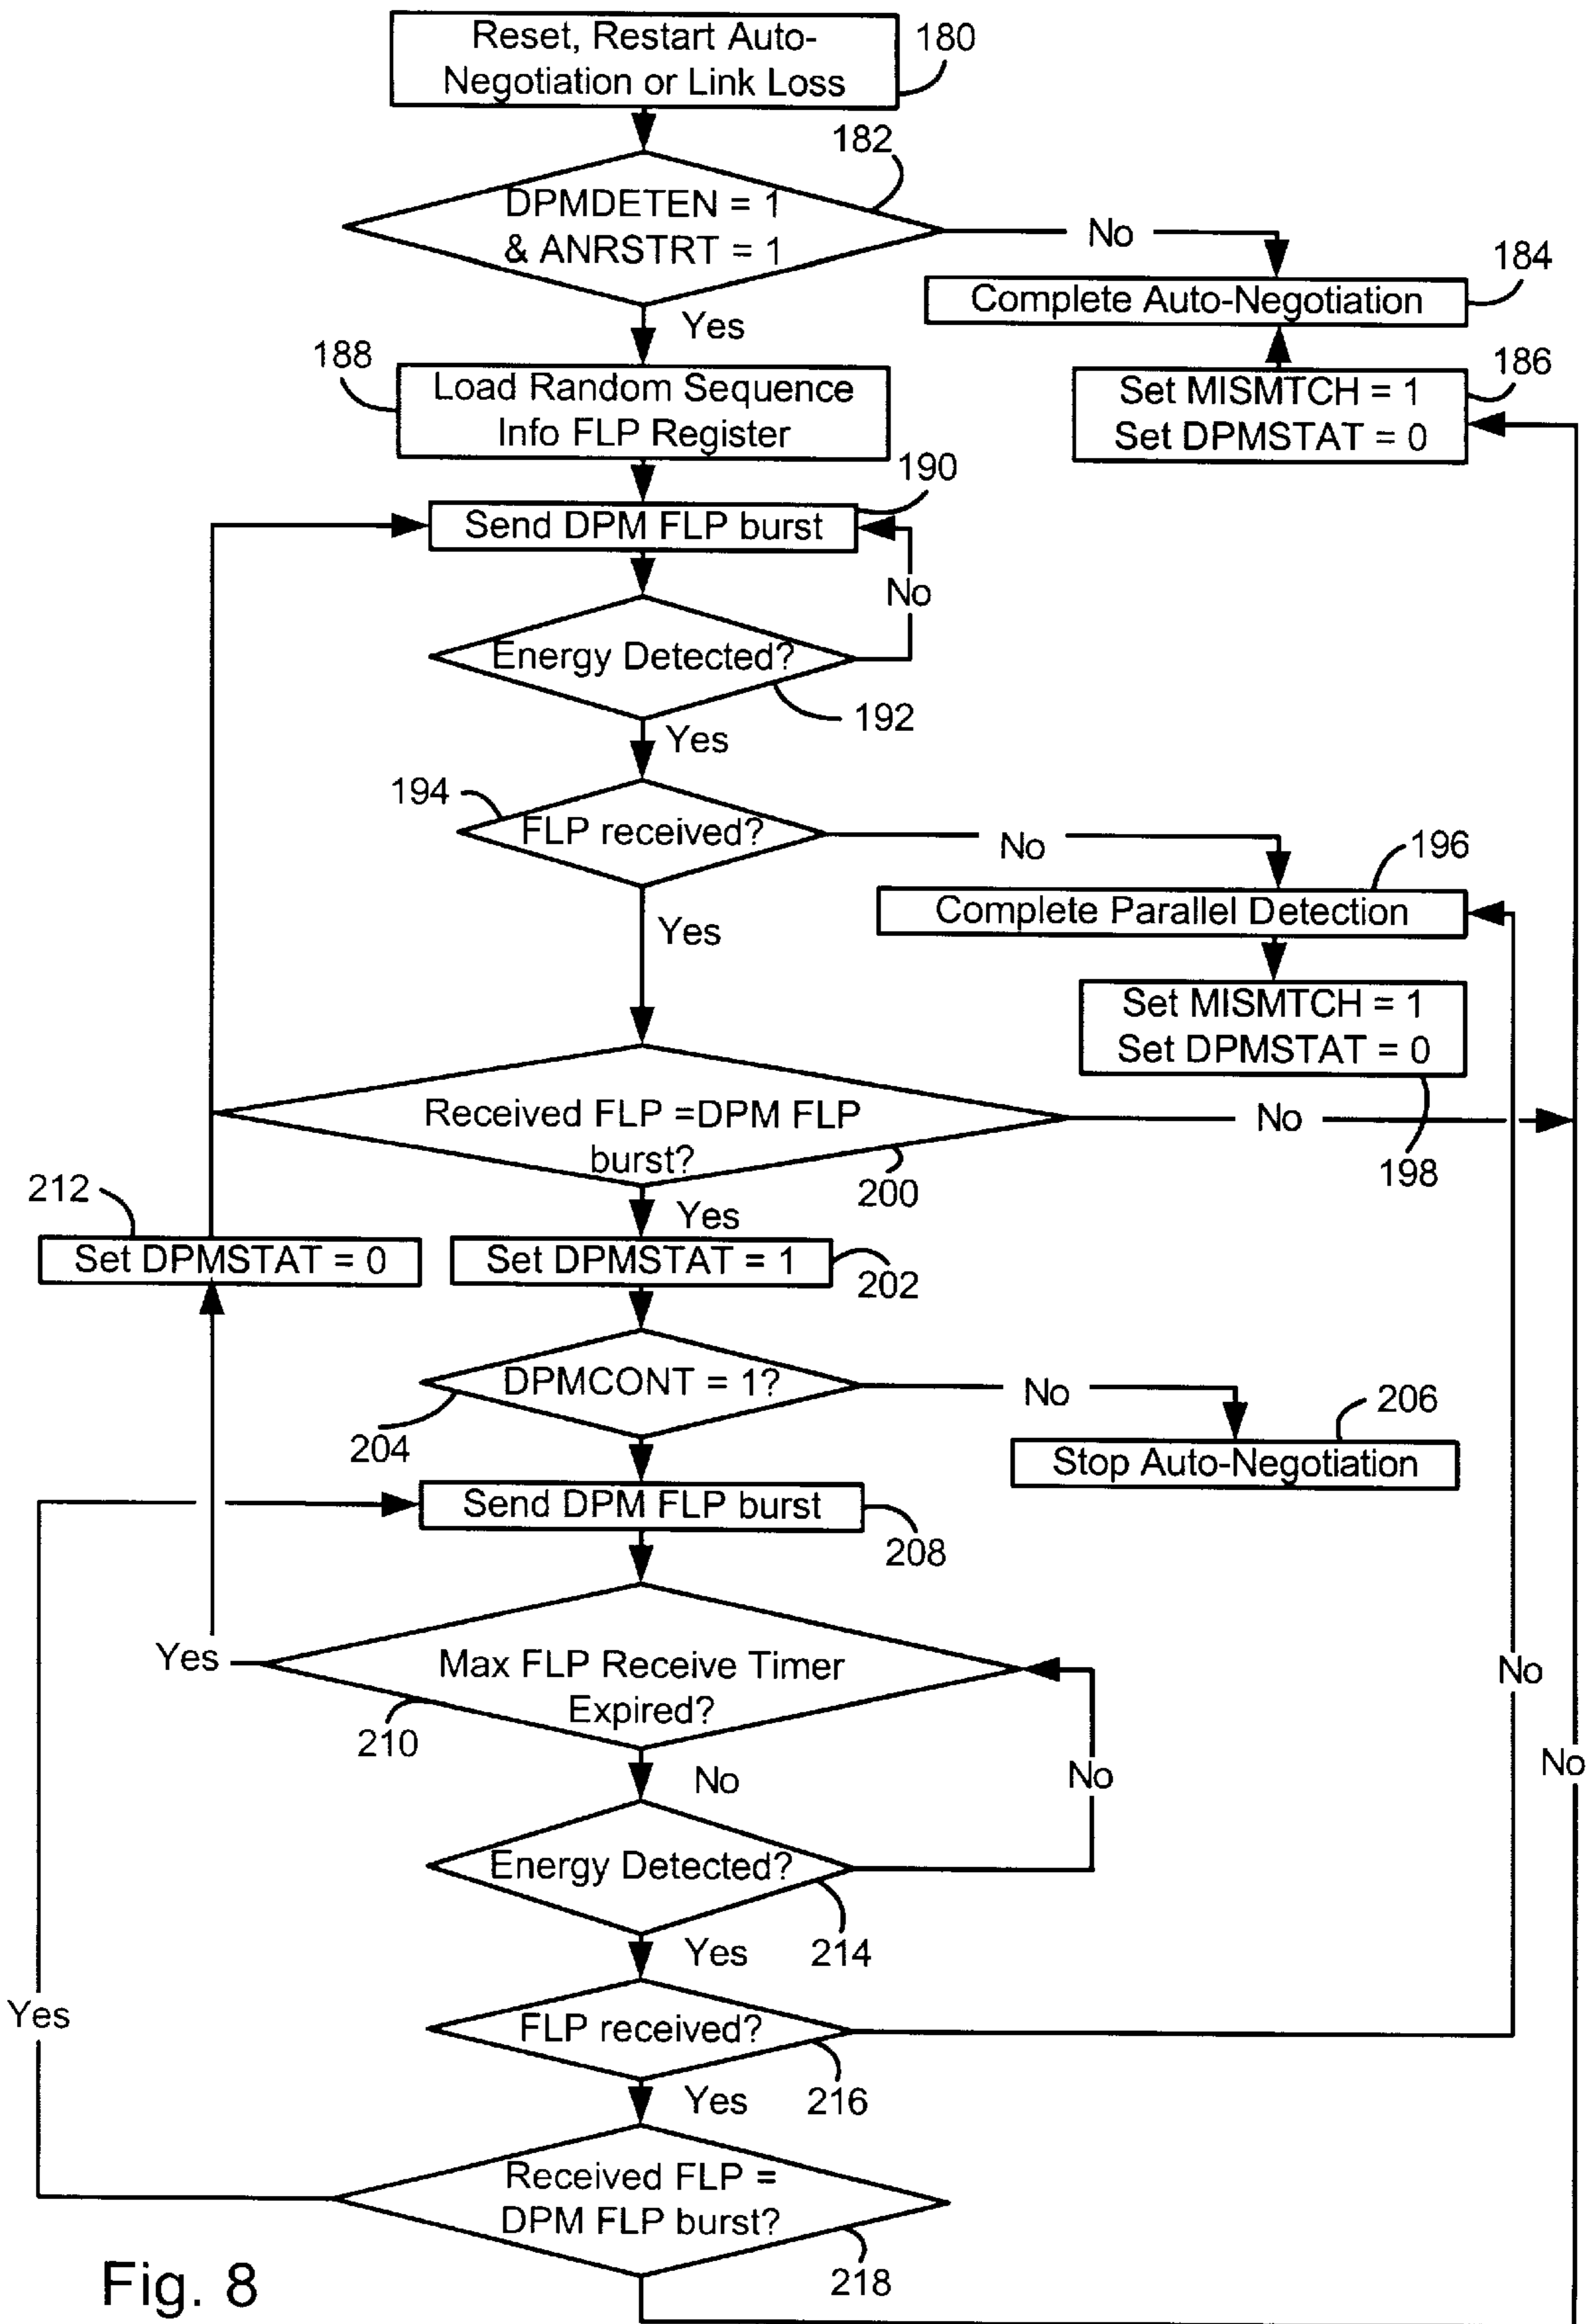 Reset, Restart Auto-
Negotiation or Link Loss
180
182
DPMDETEN = 1
& ANRSTRT = 1
No
184
Complete Auto-Negotiation
Yes
188
Load Random Sequence
Info FLP Register
186
Set MISMTCH = 1
Set DPMSTAT = 0
190
Send DPM FLP burst
No
Energy Detected?
192
Yes
194
FLP received?
No
196
Complete Parallel Detection
Yes
Set MISMTCH = 1
Set DPMSTAT = 0
198
Received FLP =DPM FLP
burst?
No
200
212
Yes
Set DPMSTAT = 0
Set DPMSTAT = 1
202
DPMCONT = 1?
No
204
206
Stop Auto-Negotiation
Send DPM FLP burst
208
Yes
Max FLP Receive Timer
Expired?
210
No
No
No
No
Energy Detected?
214
Yes
Yes
FLP received?
216
Yes
Received FLP =
DPM FLP burst?
218
Fig. 8